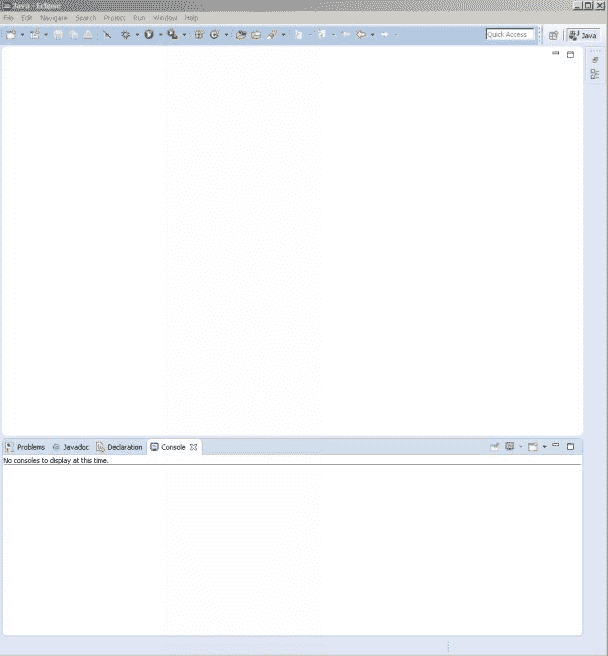 Java - Eclipse
File Edit Navigate Search Project Run Window Help
Quick Access
Java
Problems Javadoc Declaration Console
No consoles to display at this time.